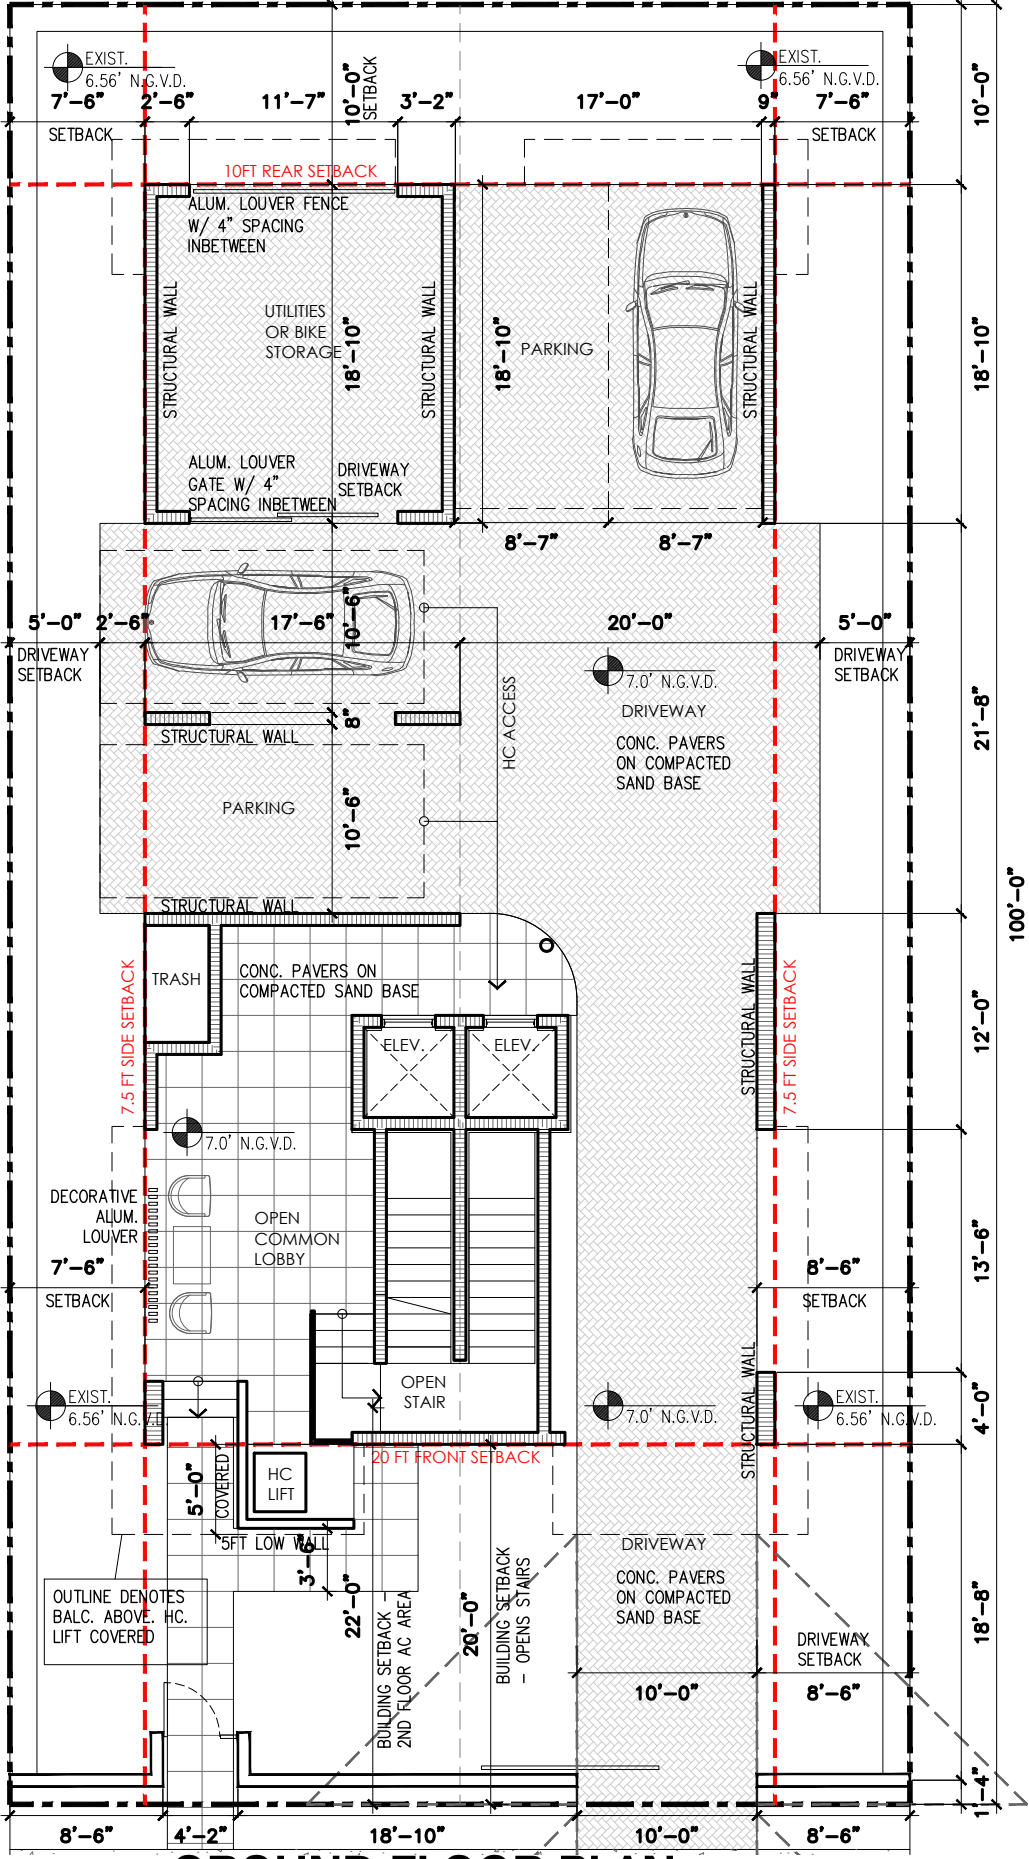 EXIST.
6.56' N.G.V.D.
EXIST.
6.56' N.G.V.D.
7'-6"
2'-6"
11'-7"
10'-0"
SETBACK
3'-2"
17'-0"
9"
7'-6"
10'-0"
SETBACK
SETBACK
10FT REAR SETBACK
ALUM. LOUVER FENCE
W/ 4" SPACING
INBETWEEN
STRUCTURAL WALL
UTILITIES
OR BIKE
STORAGE
18'-10"
STRUCTURAL WALL
18'-10"
PARKING
STRUCTURAL WALL
18'-10"
ALUM. LOUVER
GATE W/ 4"
SPACING INBETWEEN
DRIVEWAY
SETBACK
8'-7"
8'-7"
5'-0"
2'-6"
17'-6"
10'-6"
20'-0"
5'-0"
DRIVEWAY
SETBACK
DRIVEWAY
SETBACK
7.0' N.G.V.D.
HC ACCESS
DRIVEWAY
8"
STRUCTURAL WALL
CONC. PAVERS
ON COMPACTED
SAND BASE
21'-8"
PARKING
10'-6"
STRUCTURAL WALL
100'-0"
TRASH
CONC. PAVERS ON
COMPACTED SAND BASE
7.5 FT SIDE SETBACK
STRUCTURAL WALL
7.5 FT SIDE SETBACK
12'-0"
ELEV.
ELEV.
7.0' N.G.V.D.
DECORATIVE
ALUM.
LOUVER
OPEN
COMMON
LOBBY
13'-6"
7'-6"
SETBACK
8'-6"
SETBACK
OPEN
STAIR
EXIST.
6.56' N.G.V.D.
7.0' N.G.V.D.
STRUCTURAL WALL
EXIST.
6.56' N.G.V.D.
4'-0"
20 FT FRONT SETBACK
5'-0"
COVERED
HC
LIFT
5FT LOW WALL
3'-6"
DRIVEWAY
OUTLINE DENOTES
BALC. ABOVE. HC.
LIFT COVERED
22'-0"
BUILDING SETBACK -
2ND FLOOR AC AREA
20'-0"
BUILDING SETBACK
- OPENS STAIRS
CONC. PAVERS
ON COMPACTED
SAND BASE
18'-8"
DRIVEWAY
SETBACK
10'-0"
8'-6"
1'-4"
8'-6"
4'-2"
18'-10"
10'-0"
8'-6"
GROUND FLOOR PLAN